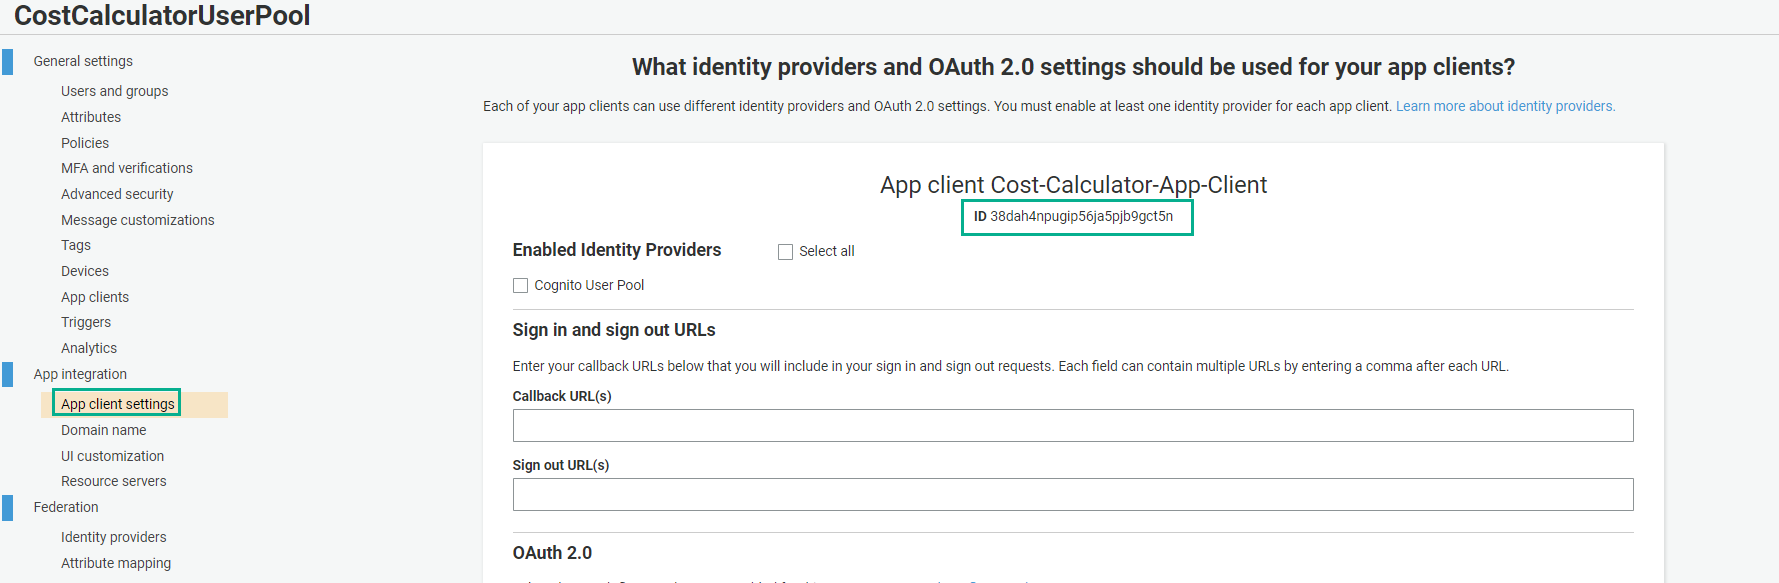 CostCalculatorUserPool
General settings
Users and groups
Attributes
Policies
MFA and verifications
Advanced security
Message customizations
Tags
Devices
App clients
Triggers
Analytics
App integration
App client settings
Domain name
UI customization
Resource servers
Federation
Identity providers
Attribute mapping
What identity providers and OAuth 2.0 settings should be used for your app clients?
Each of your app clients can use different identity providers and OAuth 2.0 settings. You must enable at least one identity provider for each app client. Learn more about identity providers.
App client Cost-Calculator-App-Client
ID 38dah4npugip56ja5pjb9gct5n
Enabled Identity Providers Select all
Cognito User Pool
Sign in and sign out URLs
Enter your callback URLs below that you will include in your sign in and sign out requests. Each field can contain multiple URLs by entering a comma after each URL.
Callback URL(s)
Sign out URL(s)
OAuth 2.0